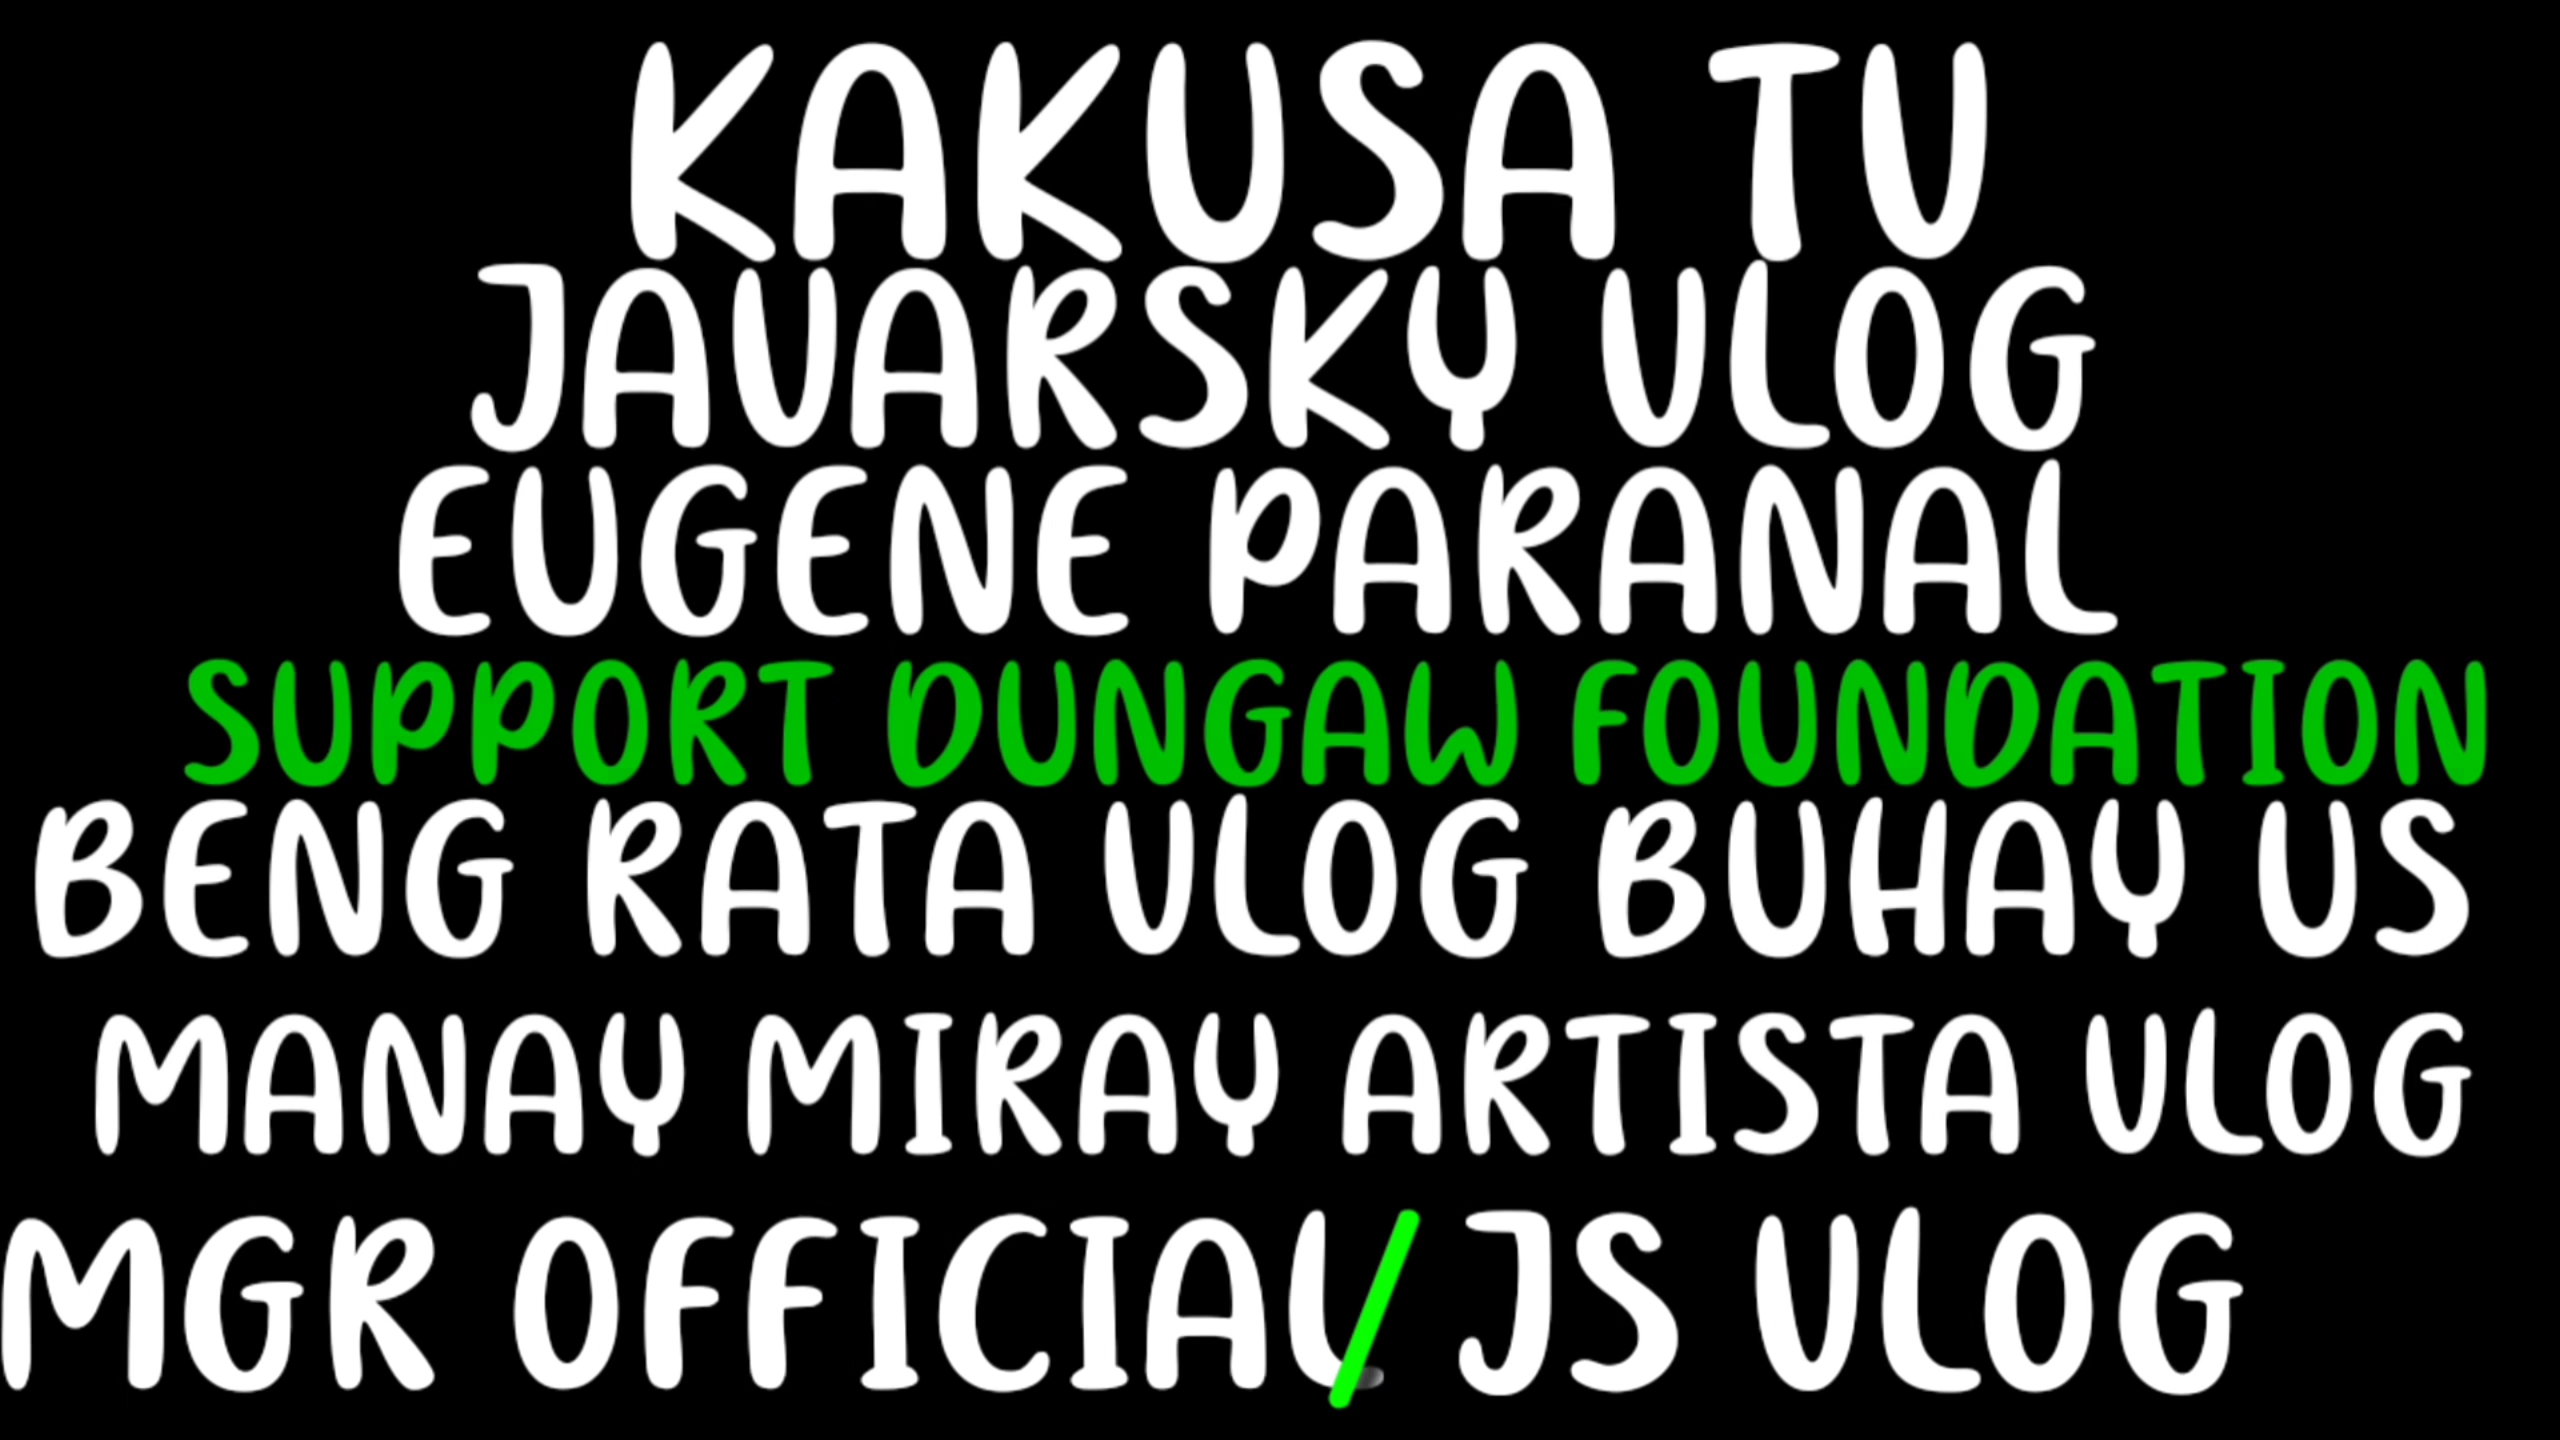 KAKUSA TV
JAVARSKY VLOG
EUGENE PARANAL
SUPPORT DUNGAW FOUNDATION
BENG RATA VLOG BUHAY US
MANAY MIRAY ARTISTA VLOG
MGR OFFICIAL/ JS VLOG